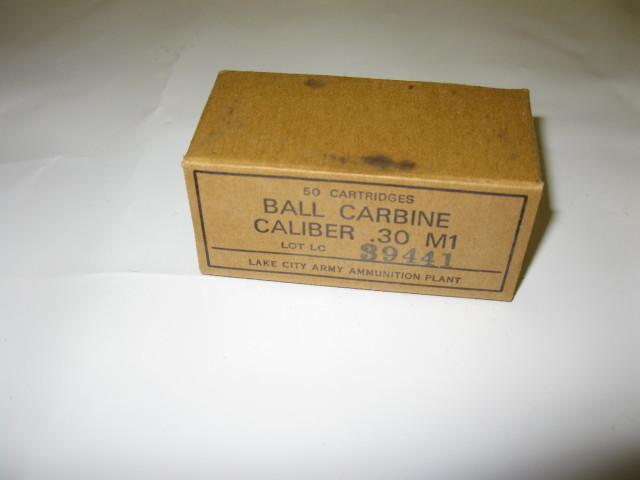 50 CARTRIDGES
BALL CARBINE
CALIBER .30 M1
LOT LC 39441
LAKE CITY ARMY AMMUNITION PLANT